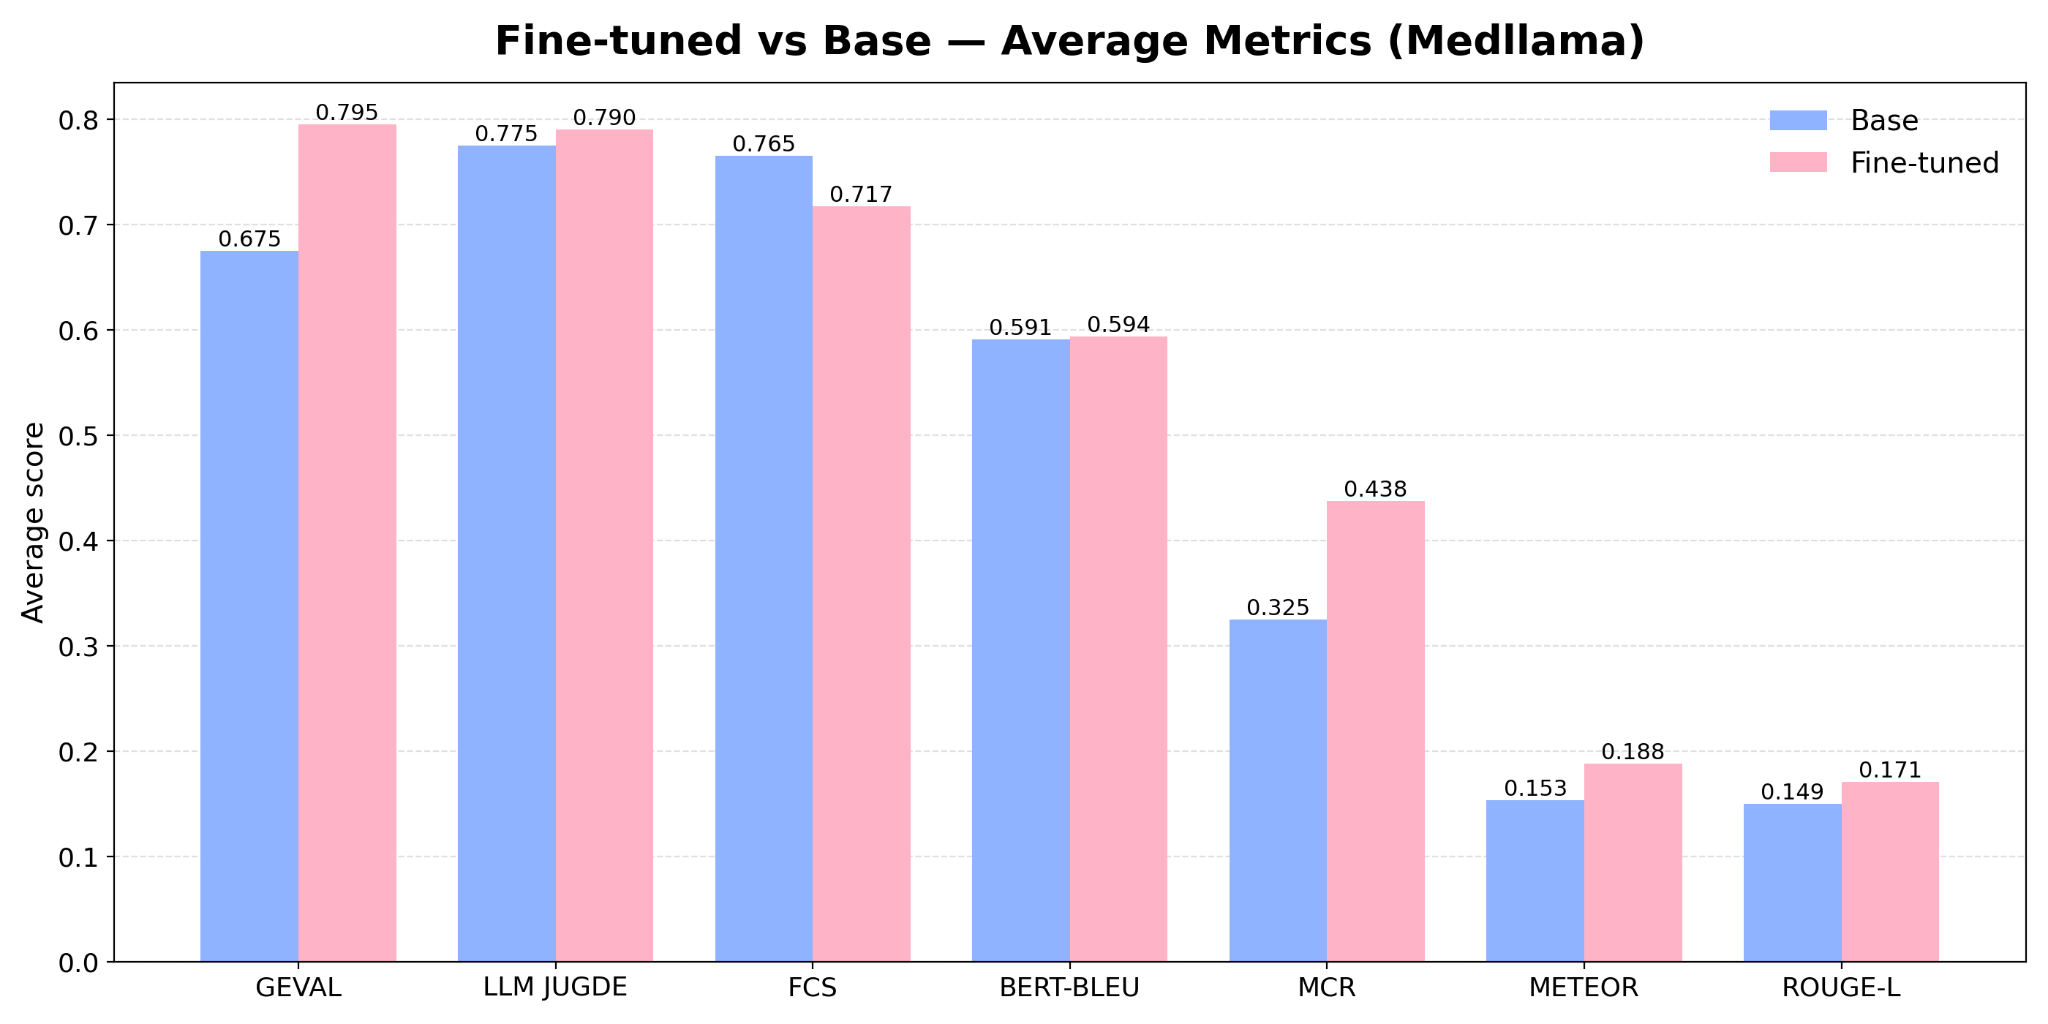 Fine-tuned vs Base — Average Metrics (Medllama)
Base
Fine-tuned
Average score
0.8
0.7
0.6
0.5
0.4
0.3
0.2
0.1
0.0
0.675
0.795
0.775
0.790
0.765
0.717
0.591
0.594
0.325
0.438
0.153
0.188
0.149
0.171
GEVAL
LLM JUGDE
FCS
BERT-BLEU
MCR
METEOR
ROUGE-L